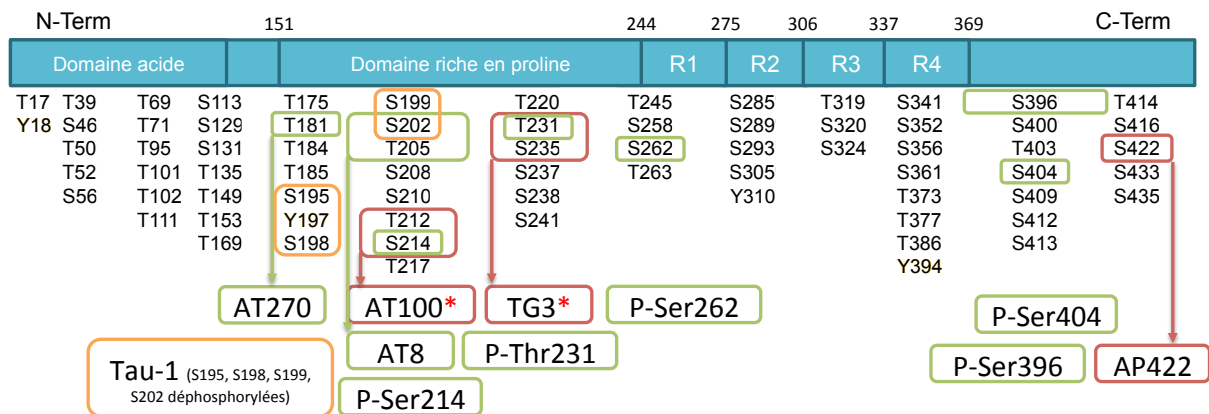 N-Term 151 244 275 306 337 369 C-Term
Domaine acide Domaine riche en proline R1 R2 R3 R4
T17 T39 T69 S113 T175 S199 T220 T245 S285 T319 S341 S396 T414
Y18 S46 T71 S129 T181 S202 T231 S258 S289 S320 S352 S400 S416
T50 T95 S131 T184 T205 S235 S262 S293 S324 S356 T403 S422
T52 T101 T135 T185 S208 S237 T263 S305 S361 S404 S433
S56 T102 T149 S195 S210 S238 Y310 T373 S409 S435
T111 T153 Y197 T212 S241 T377 S412
T169 S198 S214 T386 S413
T217 Y394
AT270 AT100* TG3* P-Ser262
P-Ser404
AT8 P-Thr231 P-Ser396 AP422
Tau-1 (S195, S198, S199,
S202 déphosphorylées)
P-Ser214